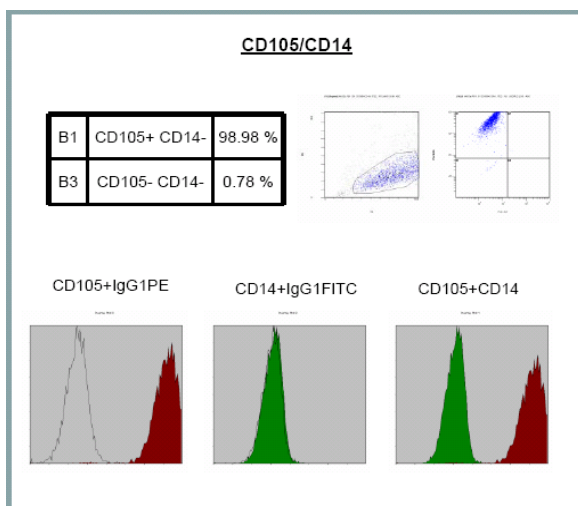 CD105/CD14
B1 CD105+ CD14- 98.98 %
B3 CD105- CD14- 0.78 %
CD105+IgG1PE
CD14+IgG1FITC
CD105+CD14